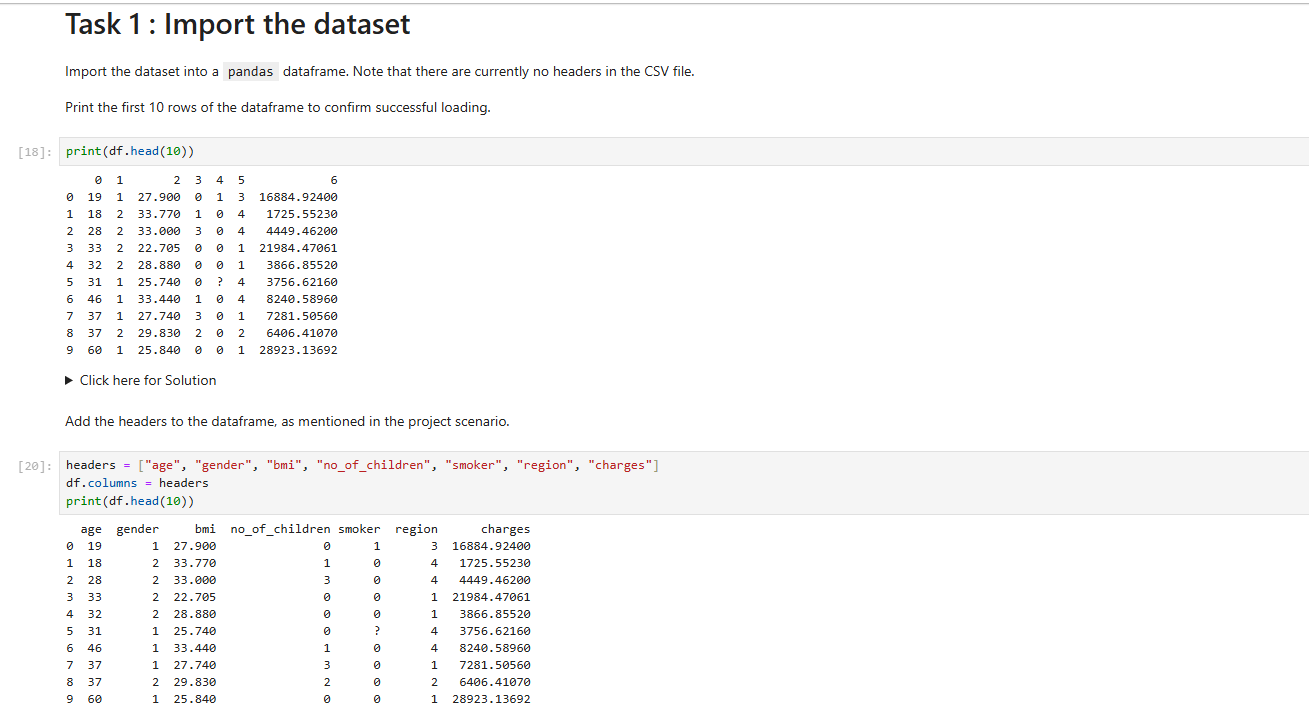 Task 1 : Import the dataset
Import the dataset into a pandas dataframe. Note that there are currently no headers in the CSV file.
Print the first 10 rows of the dataframe to confirm successful loading.
[18]: print(df.head(10))
0 1 2 3 4 5 6
0 19 1 27.900 0 1 3 16884.92400
1 18 2 33.770 1 0 4 1725.55230
2 28 2 33.000 3 0 4 4449.46200
3 33 2 22.705 0 0 1 21984.47061
4 32 2 28.880 0 0 1 3866.85520
5 31 1 25.740 0 ? 4 3756.62160
6 46 1 33.440 1 0 4 8240.58960
7 37 1 27.740 3 0 1 7281.50560
8 37 2 29.830 2 0 2 6406.41070
9 60 1 25.840 0 0 1 28923.13692
▶ Click here for Solution
Add the headers to the dataframe, as mentioned in the project scenario.
[20]: headers = ["age", "gender", "bmi", "no_of_children", "smoker", "region", "charges"]
df.columns = headers
print(df.head(10))
age gender bmi no_of_children smoker region charges
0 19 1 27.900 0 1 3 16884.92400
1 18 2 33.770 1 0 4 1725.55230
2 28 2 33.000 3 0 4 4449.46200
3 33 2 22.705 0 0 1 21984.47061
4 32 2 28.880 0 0 1 3866.85520
5 31 1 25.740 0 ? 4 3756.62160
6 46 1 33.440 1 0 4 8240.58960
7 37 1 27.740 3 0 1 7281.50560
8 37 2 29.830 2 0 2 6406.41070
9 60 1 25.840 0 0 1 28923.13692